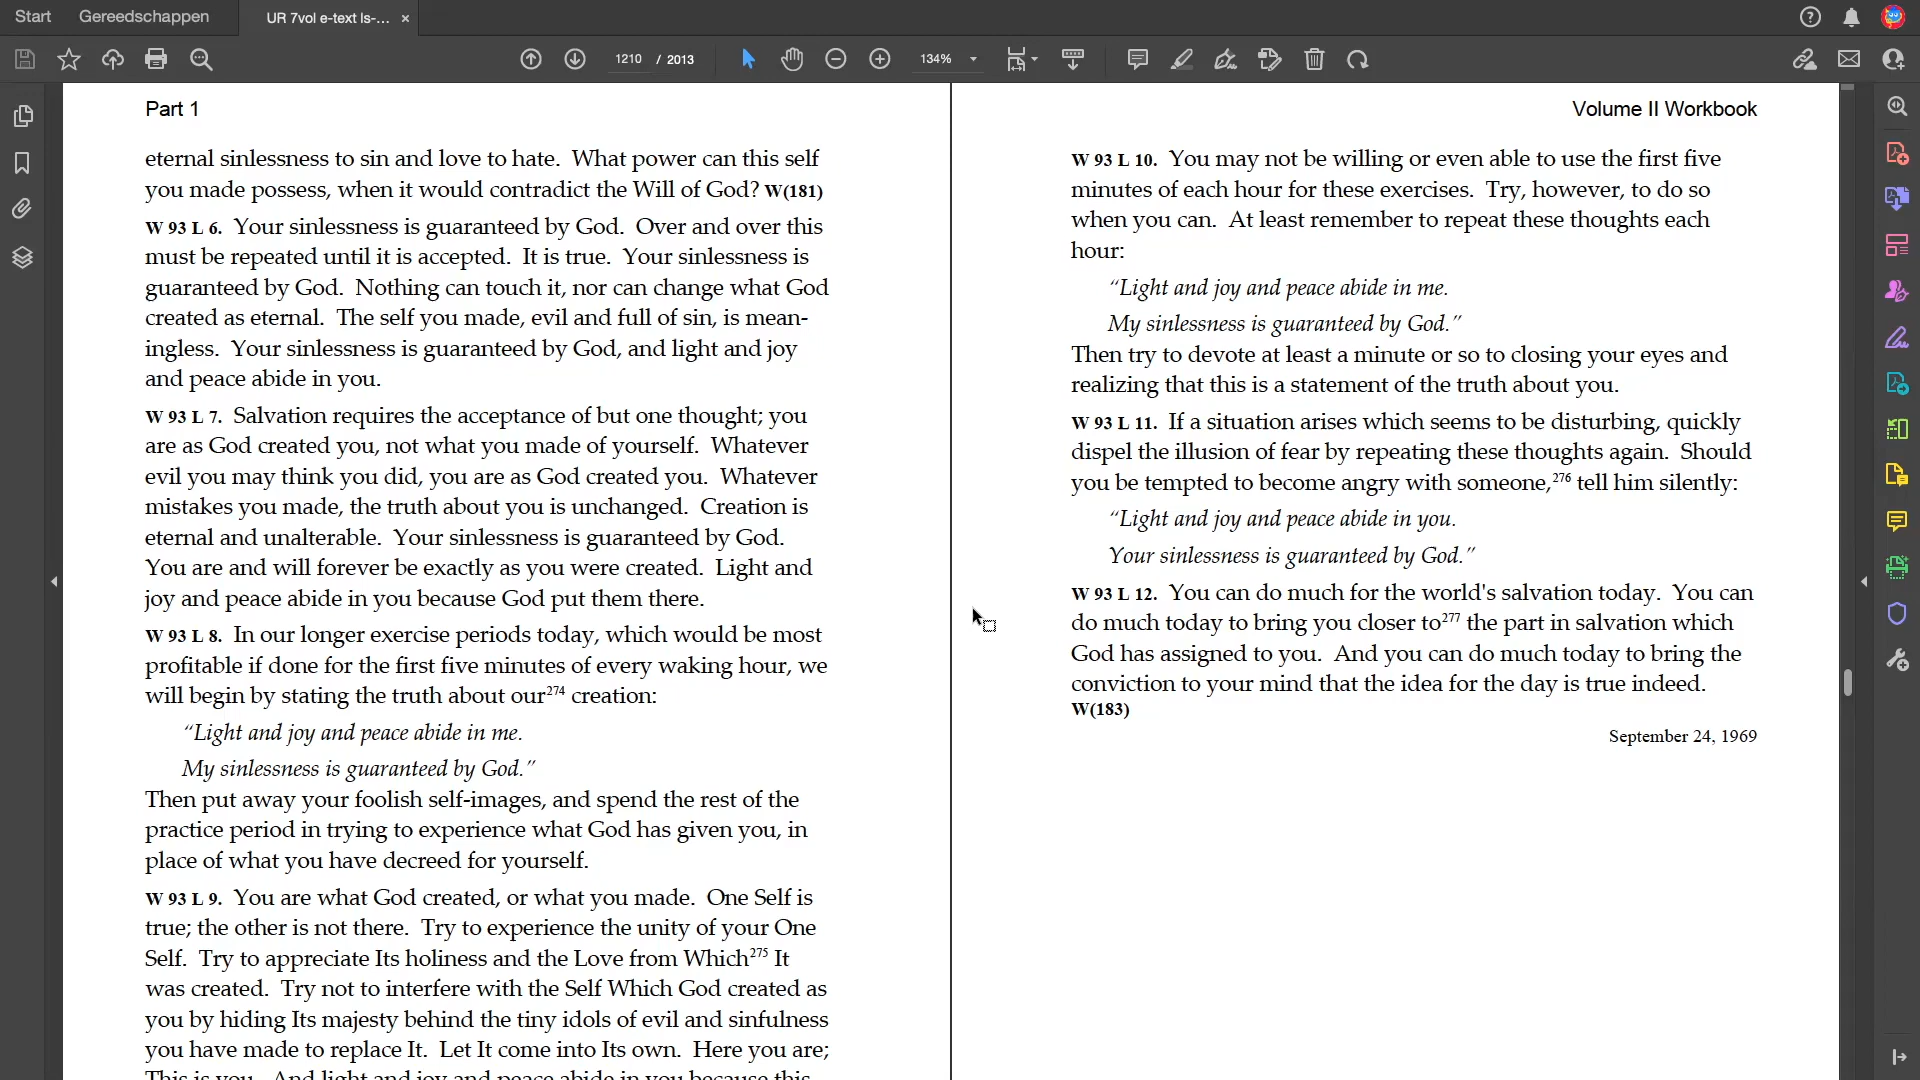 Start Gereedschappen UR 7vol e-text ls-... ×
1210 / 2013 134%
Part 1
eternal sinlessness to sin and love to hate. What power can this self
you made possess, when it would contradict the Will of God? W(181)
W 93 L 6. Your sinlessness is guaranteed by God. Over and over this
must be repeated until it is accepted. It is true. Your sinlessness is
guaranteed by God. Nothing can touch it, nor can change what God
created as eternal. The self you made, evil and full of sin, is mean-
ingless. Your sinlessness is guaranteed by God, and light and joy
and peace abide in you.
W 93 L 7. Salvation requires the acceptance of but one thought; you
are as God created you, not what you made of yourself. Whatever
evil you may think you did, you are as God created you. Whatever
mistakes you made, the truth about you is unchanged. Creation is
eternal and unalterable. Your sinlessness is guaranteed by God.
You are and will forever be exactly as you were created. Light and
joy and peace abide in you because God put them there.
W 93 L 8. In our longer exercise periods today, which would be most
profitable if done for the first five minutes of every waking hour, we
will begin by stating the truth about our274 creation:
“Light and joy and peace abide in me.
My sinlessness is guaranteed by God.”
Then put away your foolish self-images, and spend the rest of the
practice period in trying to experience what God has given you, in
place of what you have decreed for yourself.
W 93 L 9. You are what God created, or what you made. One Self is
true; the other is not there. Try to experience the unity of your One
Self. Try to appreciate Its holiness and the Love from Which275 It
was created. Try not to interfere with the Self Which God created as
you by hiding Its majesty behind the tiny idols of evil and sinfulness
you have made to replace It. Let It come into Its own. Here you are;
This is you. And light and joy and peace abide in you because this
Volume II Workbook
W 93 L 10. You may not be willing or even able to use the first five
minutes of each hour for these exercises. Try, however, to do so
when you can. At least remember to repeat these thoughts each
hour:
“Light and joy and peace abide in me.
My sinlessness is guaranteed by God.”
Then try to devote at least a minute or so to closing your eyes and
realizing that this is a statement of the truth about you.
W 93 L 11. If a situation arises which seems to be disturbing, quickly
dispel the illusion of fear by repeating these thoughts again. Should
you be tempted to become angry with someone,276 tell him silently:
“Light and joy and peace abide in you.
Your sinlessness is guaranteed by God.”
W 93 L 12. You can do much for the world's salvation today. You can
do much today to bring you closer to277 the part in salvation which
God has assigned to you. And you can do much today to bring the
conviction to your mind that the idea for the day is true indeed.
W(183)
September 24, 1969